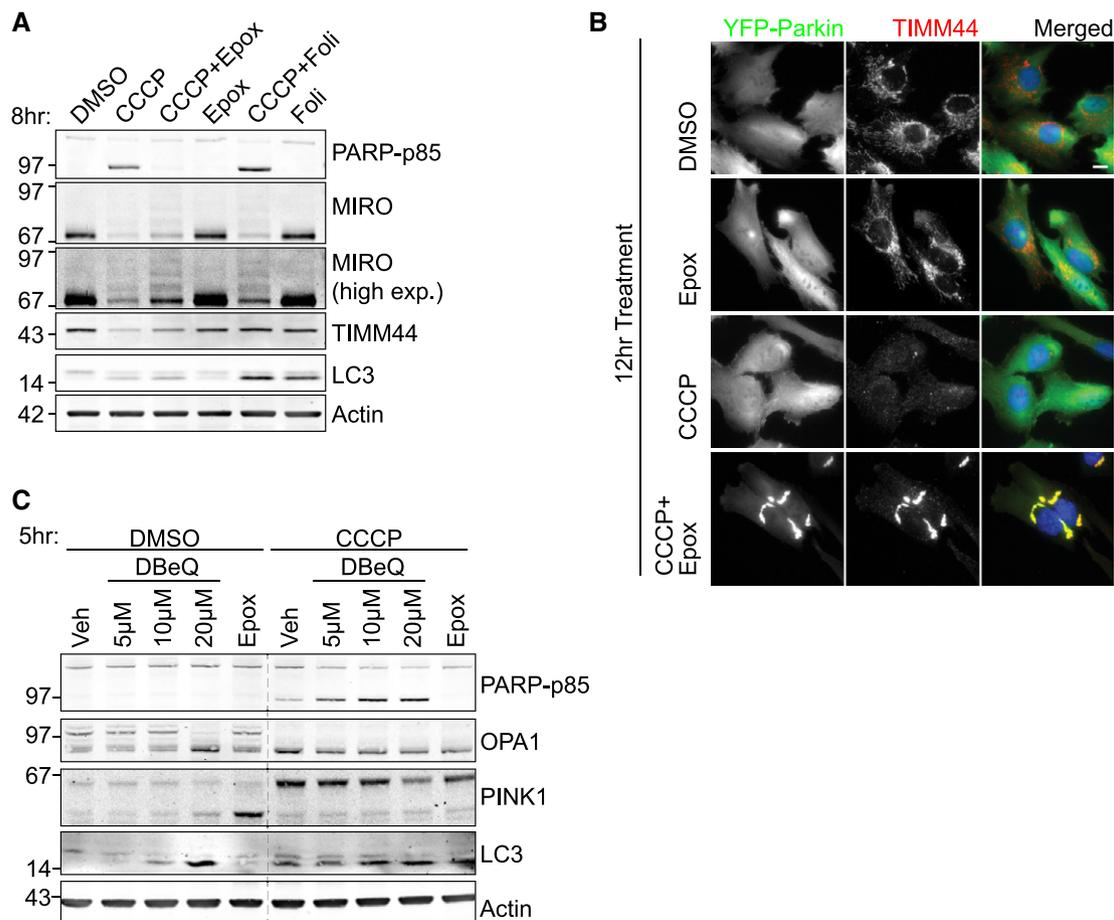 A
8hr:
DMSO
CCCP
CCCP+Epox
Epox
CCCP+Foli
Foli
97
PARP-p85
97
MIRO
67
97
MIRO
(high exp.)
67
43
TIMM44
14
LC3
42
Actin
B
YFP-Parkin TIMM44 Merged
12hr Treatment
DMSO
Epox
CCCP
CCCP+
Epox
C
5hr:
DMSO CCCP
DBeQ DBeQ
Veh 5µM 10µM 20µM Epox Veh 5µM 10µM 20µM Epox
97
PARP-p85
97
OPA1
67
PINK1
14
LC3
43
Actin